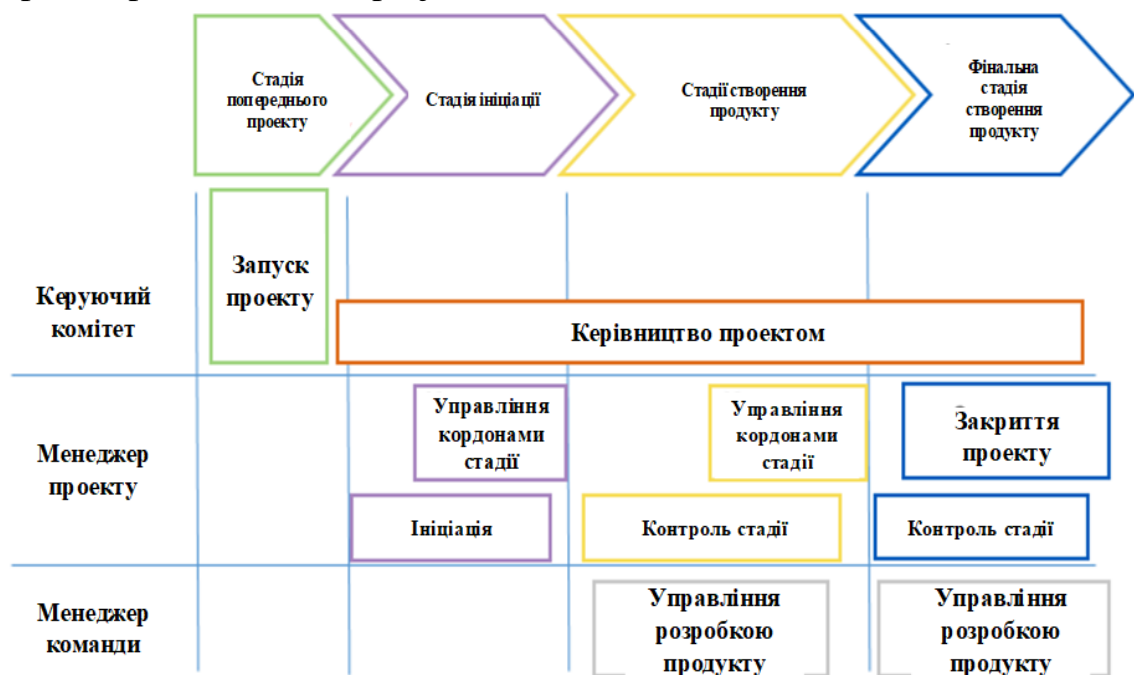 Стадія
попереднього
проекту
Стадія ініціації
Стадії створення
продукту
Фінальна
стадія
створення
продукту
Керуючий
комітет
Запуск
проекту
Керівництво проектом
Менеджер
проекту
Управління
кордонами
стадії
Управління
кордонами
стадії
Закриття
проекту
Ініціація
Контроль стадії
Контроль стадії
Менеджер
команди
Управління
розробкою
продукту
Управління
розробкою
продукту